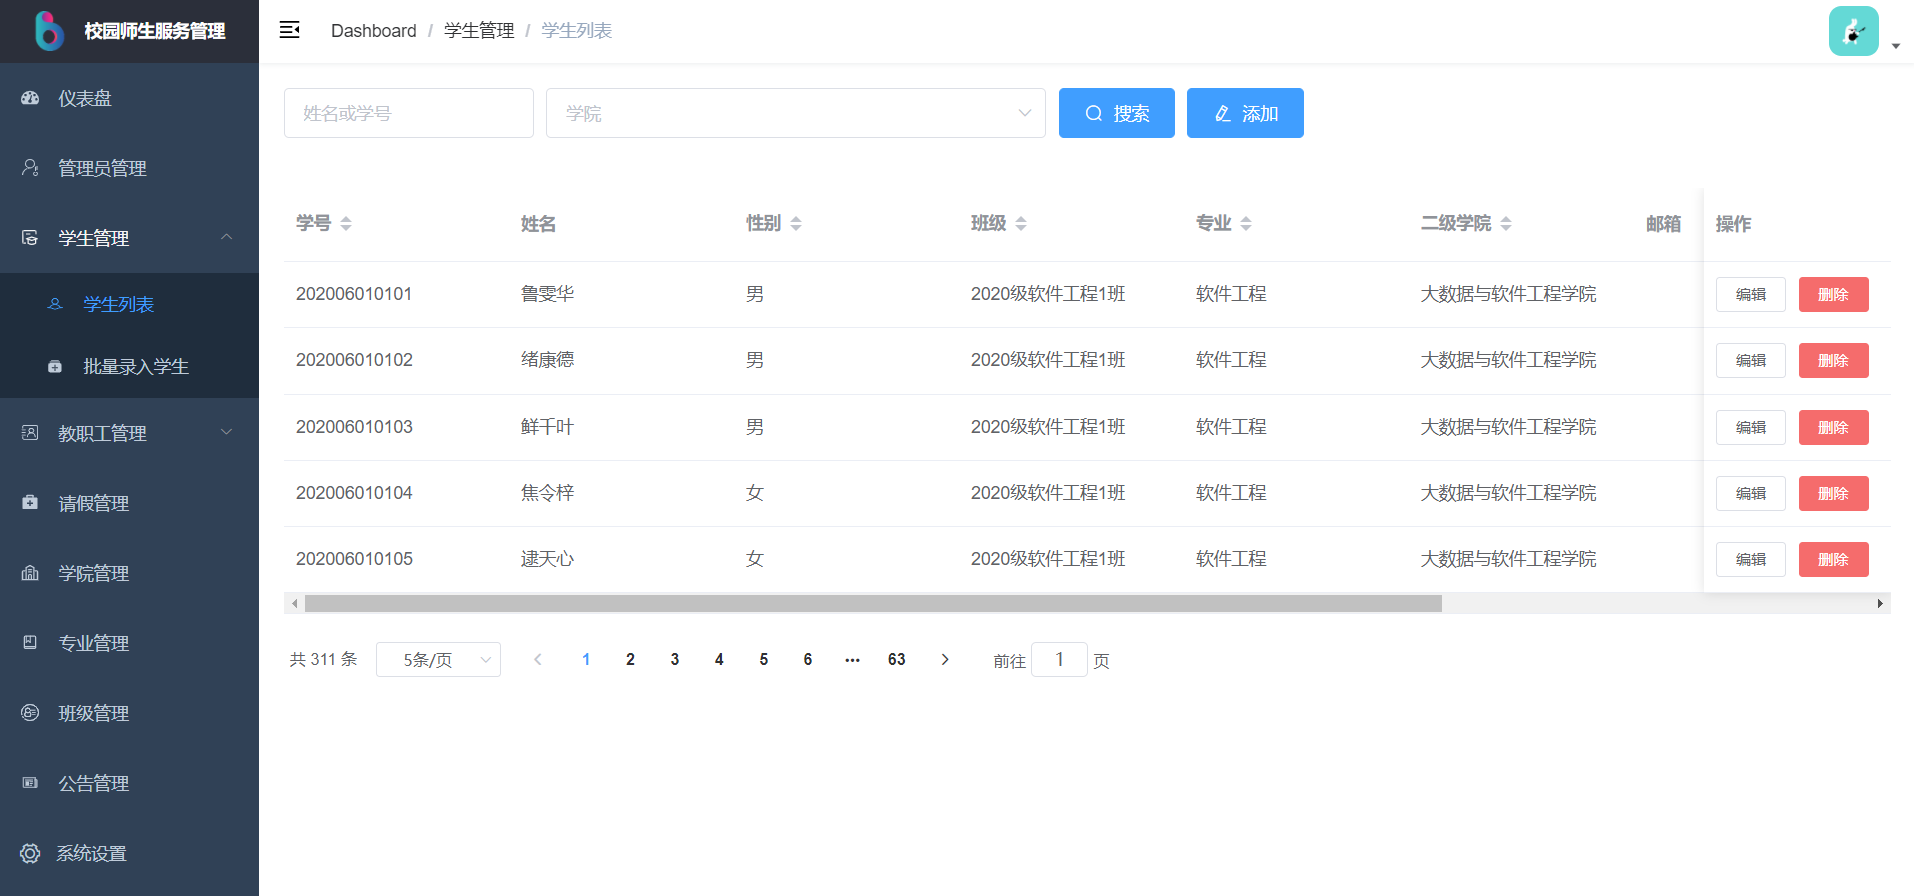 校园师生服务管理
Dashboard / 学生管理 / 学生列表
仪表盘
管理员管理
学生管理
学生列表
批量录入学生
教职工管理
请假管理
学院管理
专业管理
班级管理
公告管理
系统设置
姓名或学号 学院 搜索 添加
学号 姓名 性别 班级 专业 二级学院 邮箱 操作
202006010101 鲁雯华 男 2020级软件工程1班 软件工程 大数据与软件工程学院 编辑 删除
202006010102 绪康德 男 2020级软件工程1班 软件工程 大数据与软件工程学院 编辑 删除
202006010103 鲜千叶 男 2020级软件工程1班 软件工程 大数据与软件工程学院 编辑 删除
202006010104 焦令梓 女 2020级软件工程1班 软件工程 大数据与软件工程学院 编辑 删除
202006010105 逮天心 女 2020级软件工程1班 软件工程 大数据与软件工程学院 编辑 删除
共 311 条 5条/页 1 2 3 4 5 6 ••• 63 前往 1 页